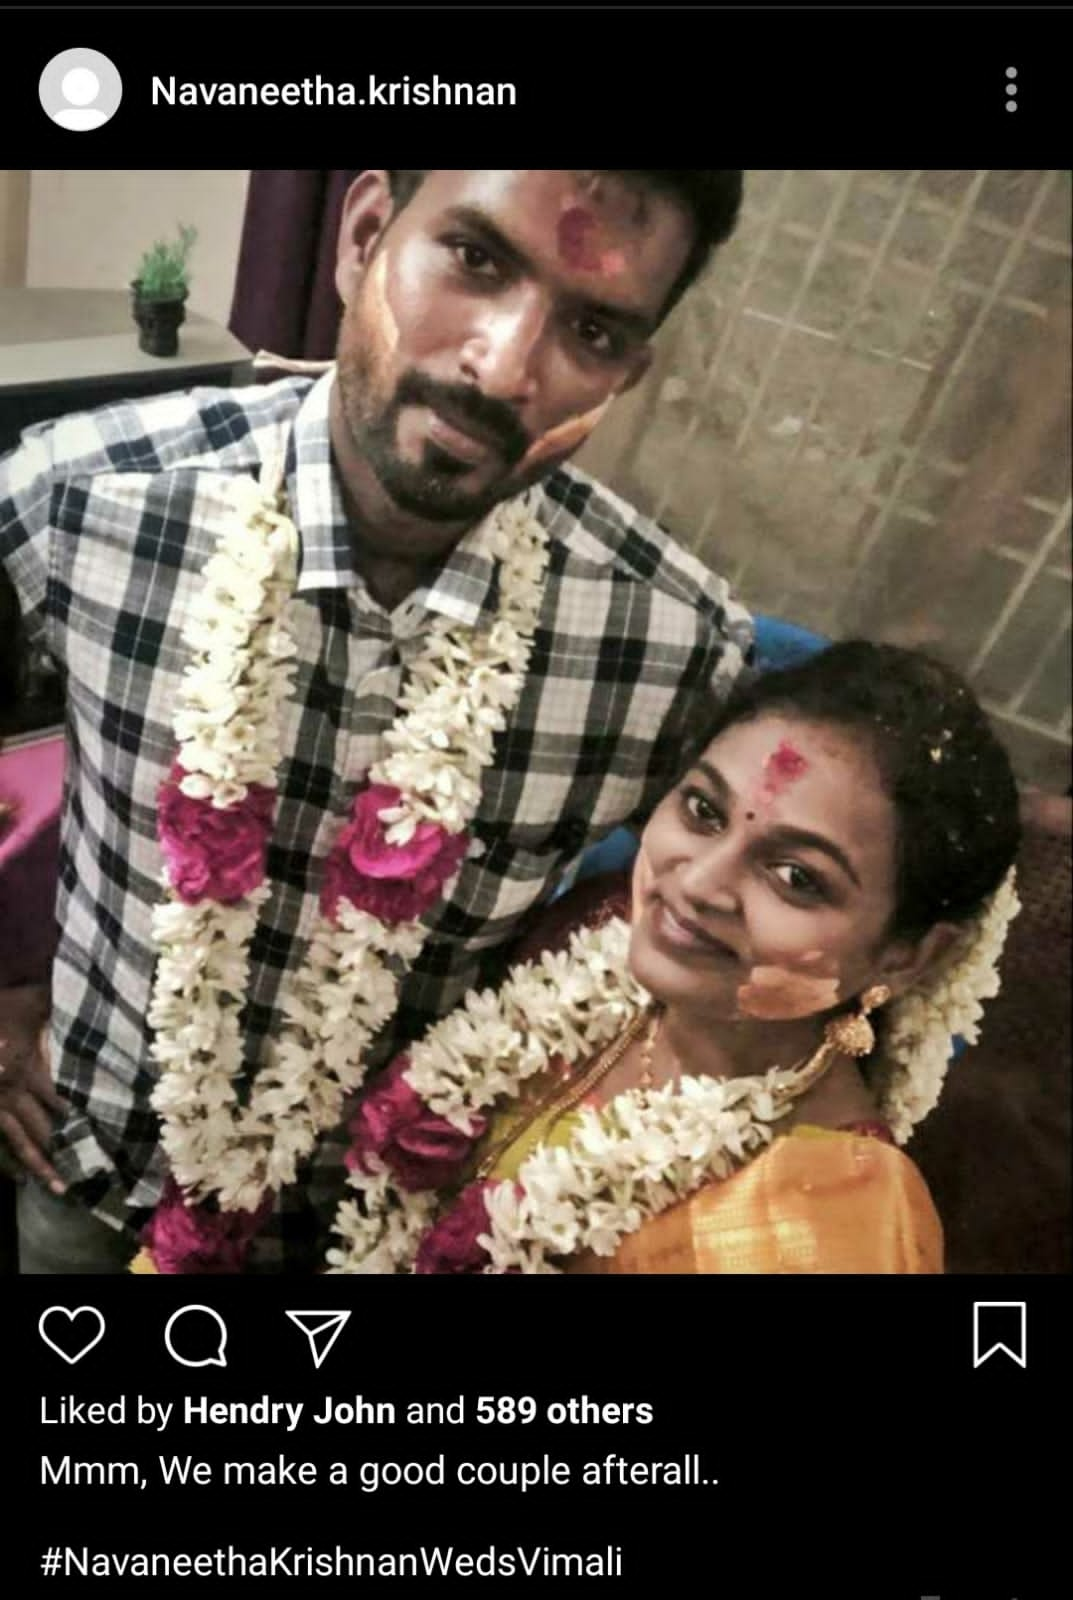 Navaneetha.krishnan
Liked by Hendry John and 589 others
Mmm, We make a good couple afterall..
#NavaneethaKrishnanWedsVimali